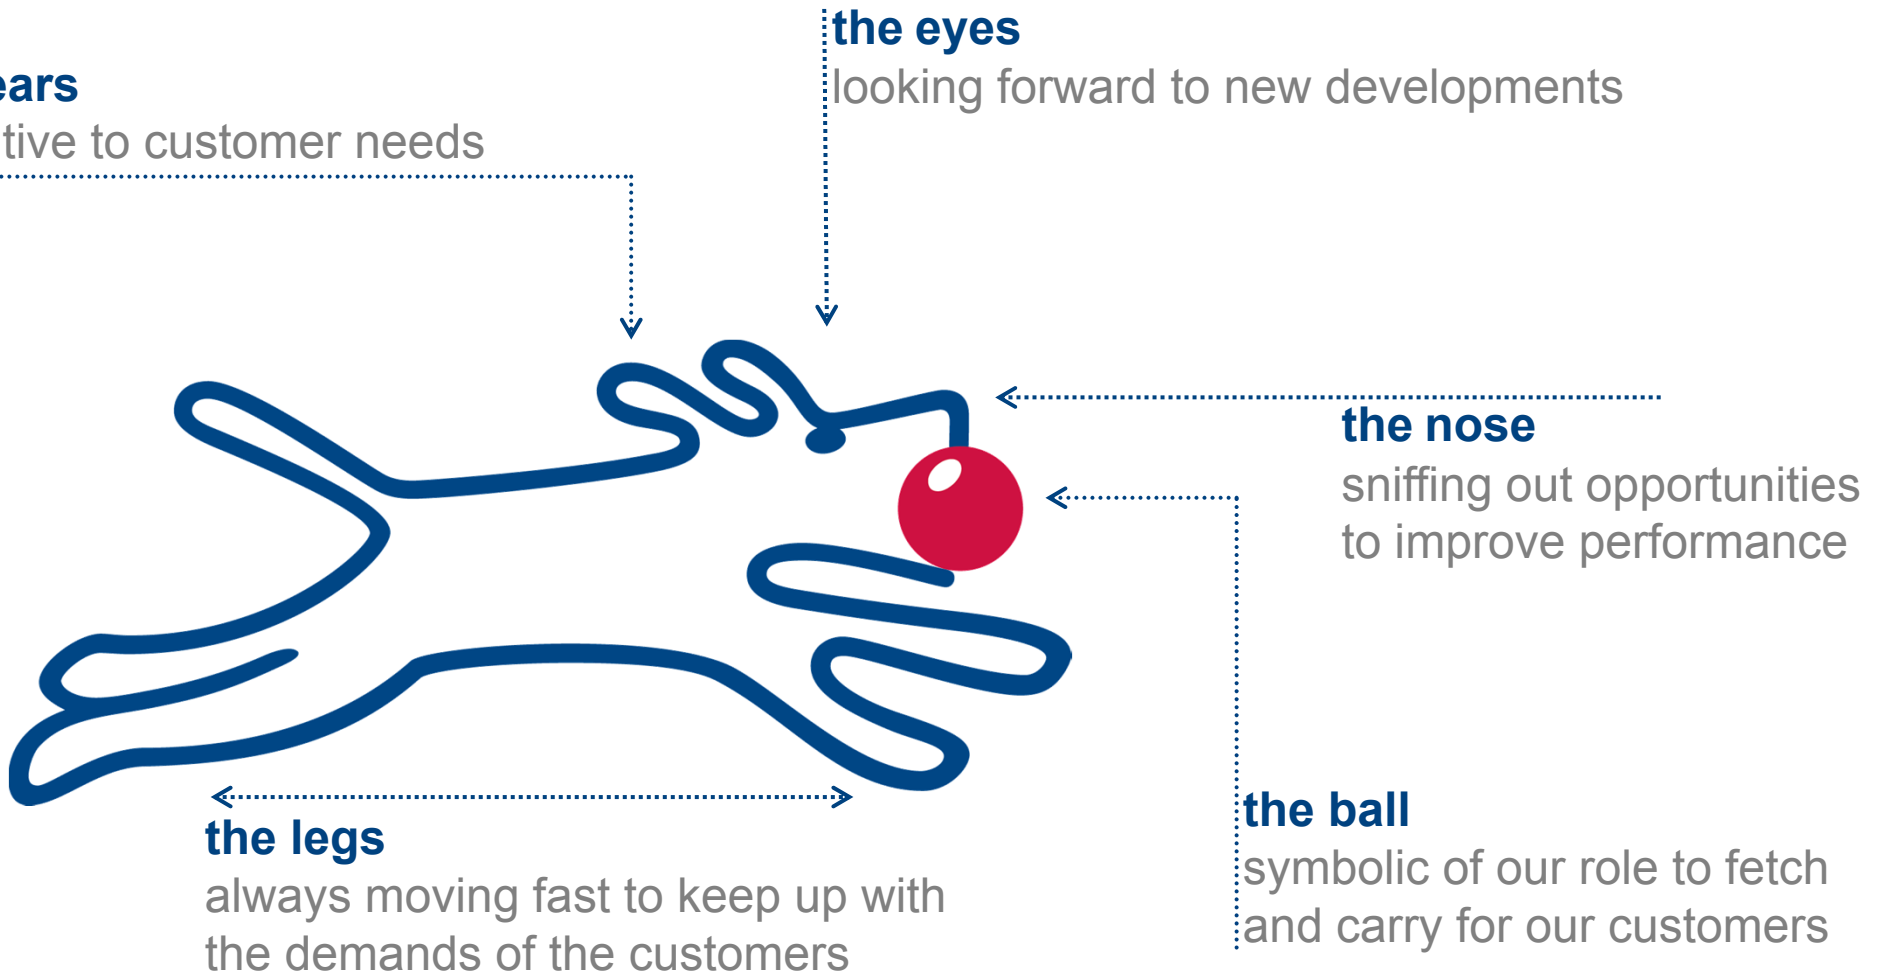 the eyes
looking forward to new developments
ears
tive to customer needs
the nose
sniffing out opportunities
to improve performance
the legs
always moving fast to keep up with
the demands of the customers
the ball
symbolic of our role to fetch
and carry for our customers